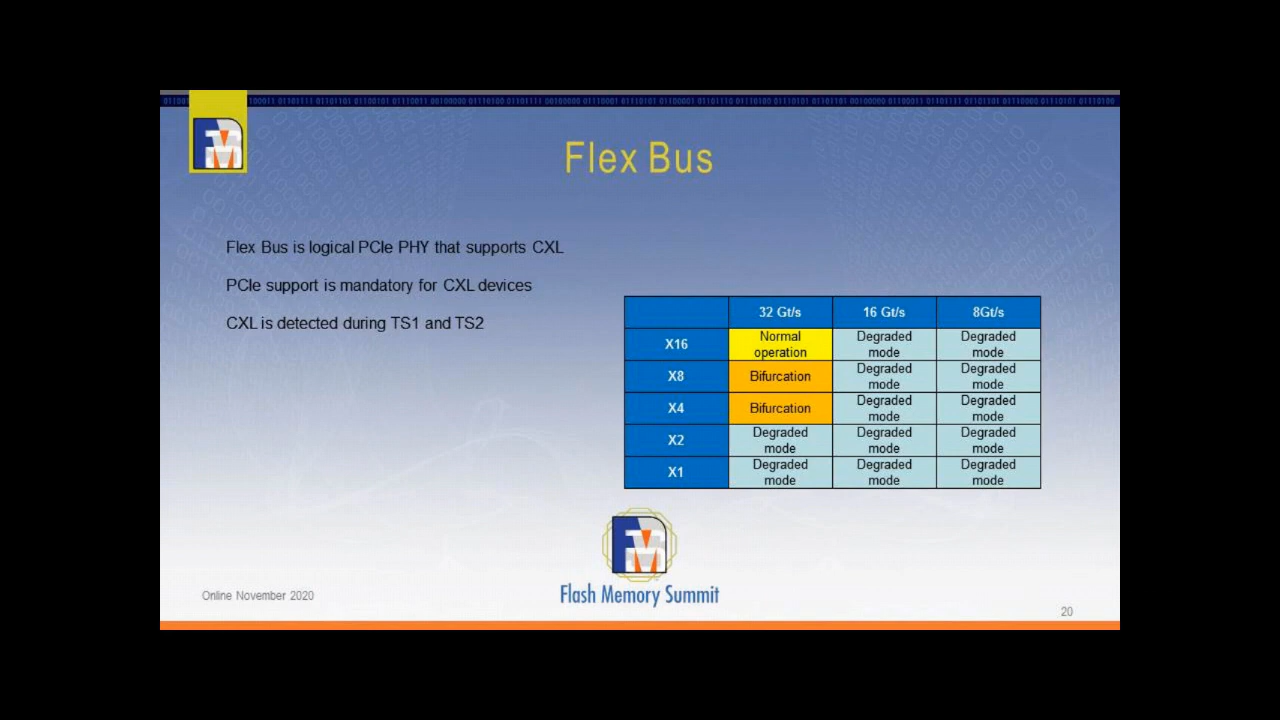 Flex Bus
Flex Bus is logical PCIe PHY that supports CXL
PCIe support is mandatory for CXL devices
CXL is detected during TS1 and TS2
32 Gt/s 16 Gt/s 8Gt/s
X16 Normal operation Degraded mode Degraded mode
X8 Bifurcation Degraded mode Degraded mode
X4 Bifurcation Degraded mode Degraded mode
X2 Degraded mode Degraded mode Degraded mode
X1 Degraded mode Degraded mode Degraded mode
Flash Memory Summit
Online November 2020
20